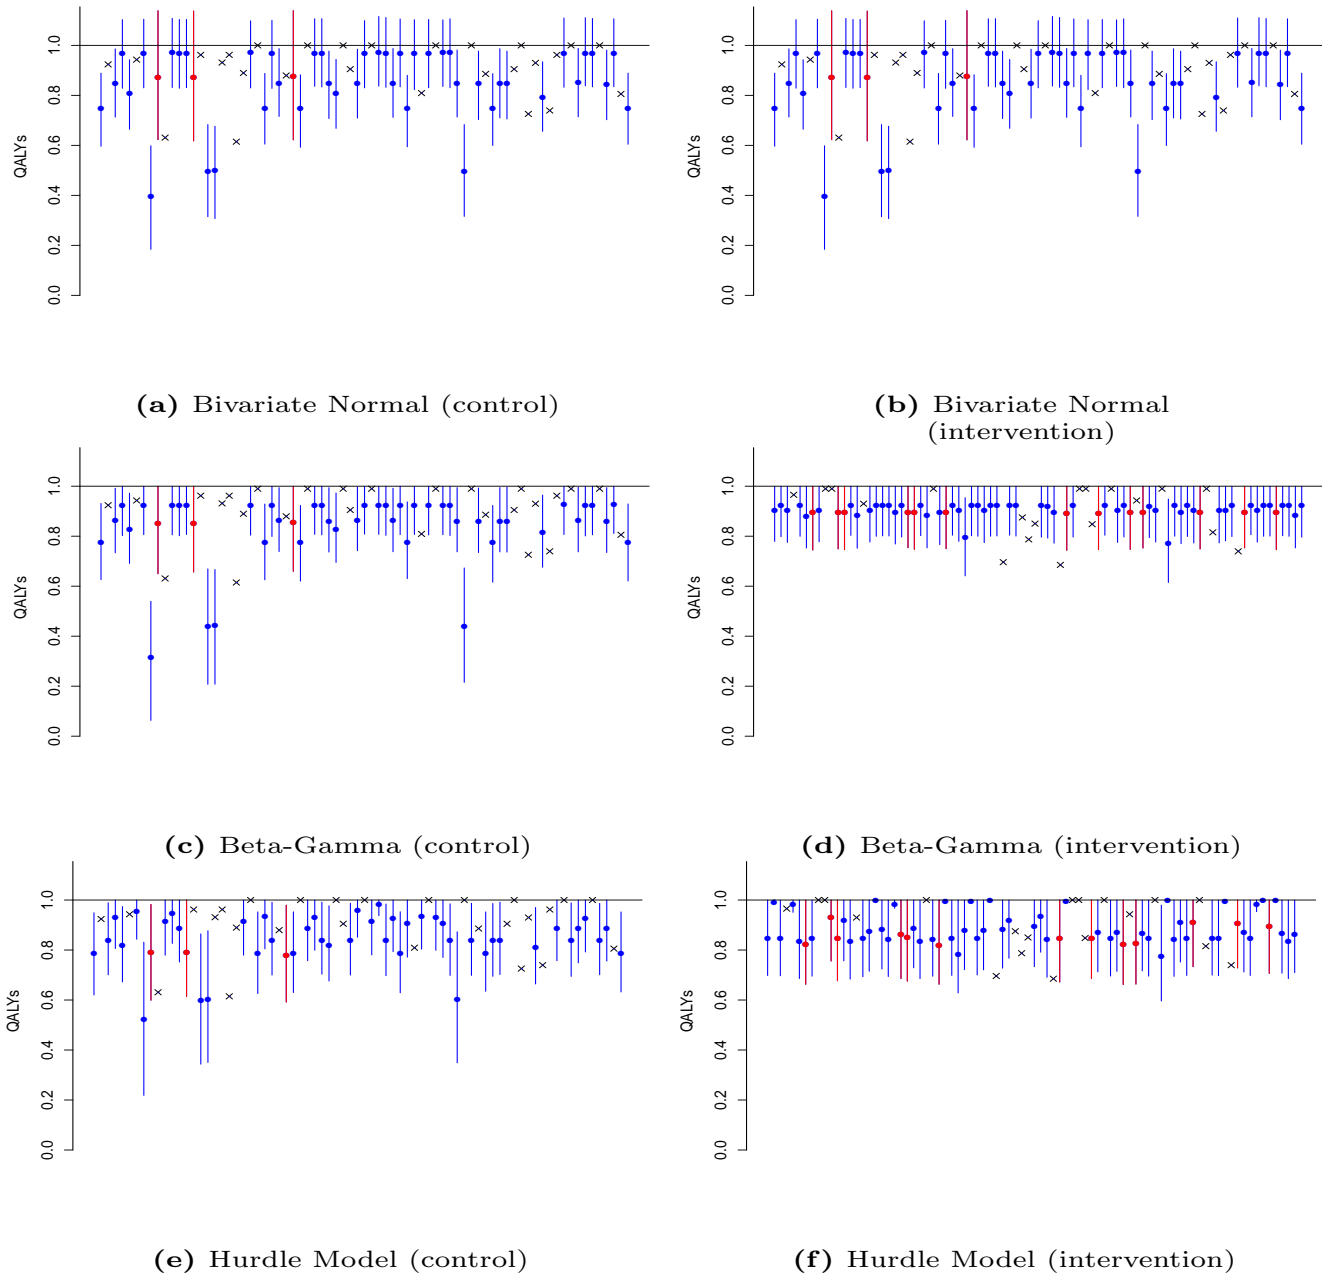 1.0
0.8
0.6
0.4
0.2
0.0
QALYs
(a) Bivariate Normal (control)
1.0
0.8
0.6
0.4
0.2
0.0
QALYs
(b) Bivariate Normal
(intervention)
1.0
0.8
0.6
0.4
0.2
0.0
QALYs
(c) Beta-Gamma (control)
1.0
0.8
0.6
0.4
0.2
0.0
QALYs
(d) Beta-Gamma (intervention)
1.0
0.8
0.6
0.4
0.2
0.0
QALYs
(e) Hurdle Model (control)
1.0
0.8
0.6
0.4
0.2
0.0
QALYs
(f) Hurdle Model (intervention)